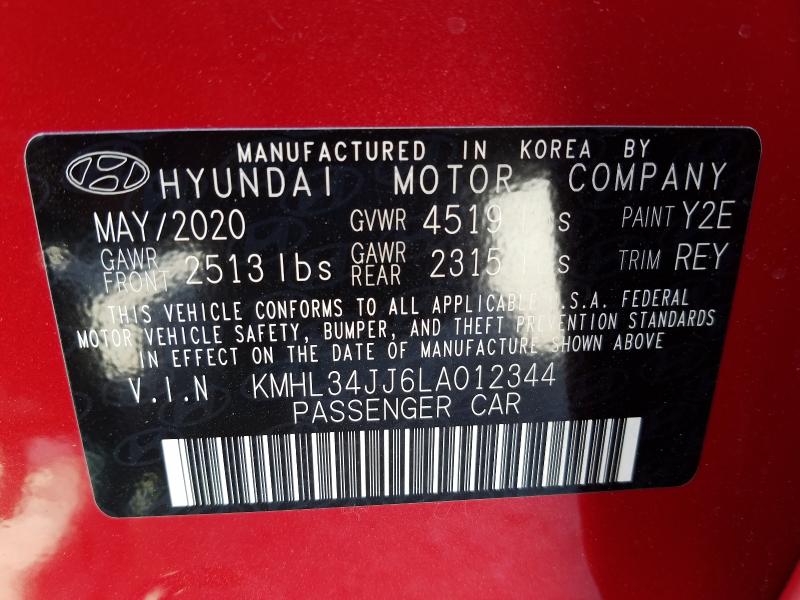 MANUFACTURED IN KOREA BY
HYUNDAI MOTOR COMPANY
MAY/2020 GVWR 4519 lbs PAINT Y2E
GAWR FRONT 2513 lbs GAWR REAR 2315 lbs TRIM REY
THIS VEHICLE CONFORMS TO ALL APPLICABLE U.S.A. FEDERAL
MOTOR VEHICLE SAFETY, BUMPER, AND THEFT PREVENTION STANDARDS
IN EFFECT ON THE DATE OF MANUFACTURE SHOWN ABOVE
V.I.N KMHL34JJ6LA012344
PASSENGER CAR